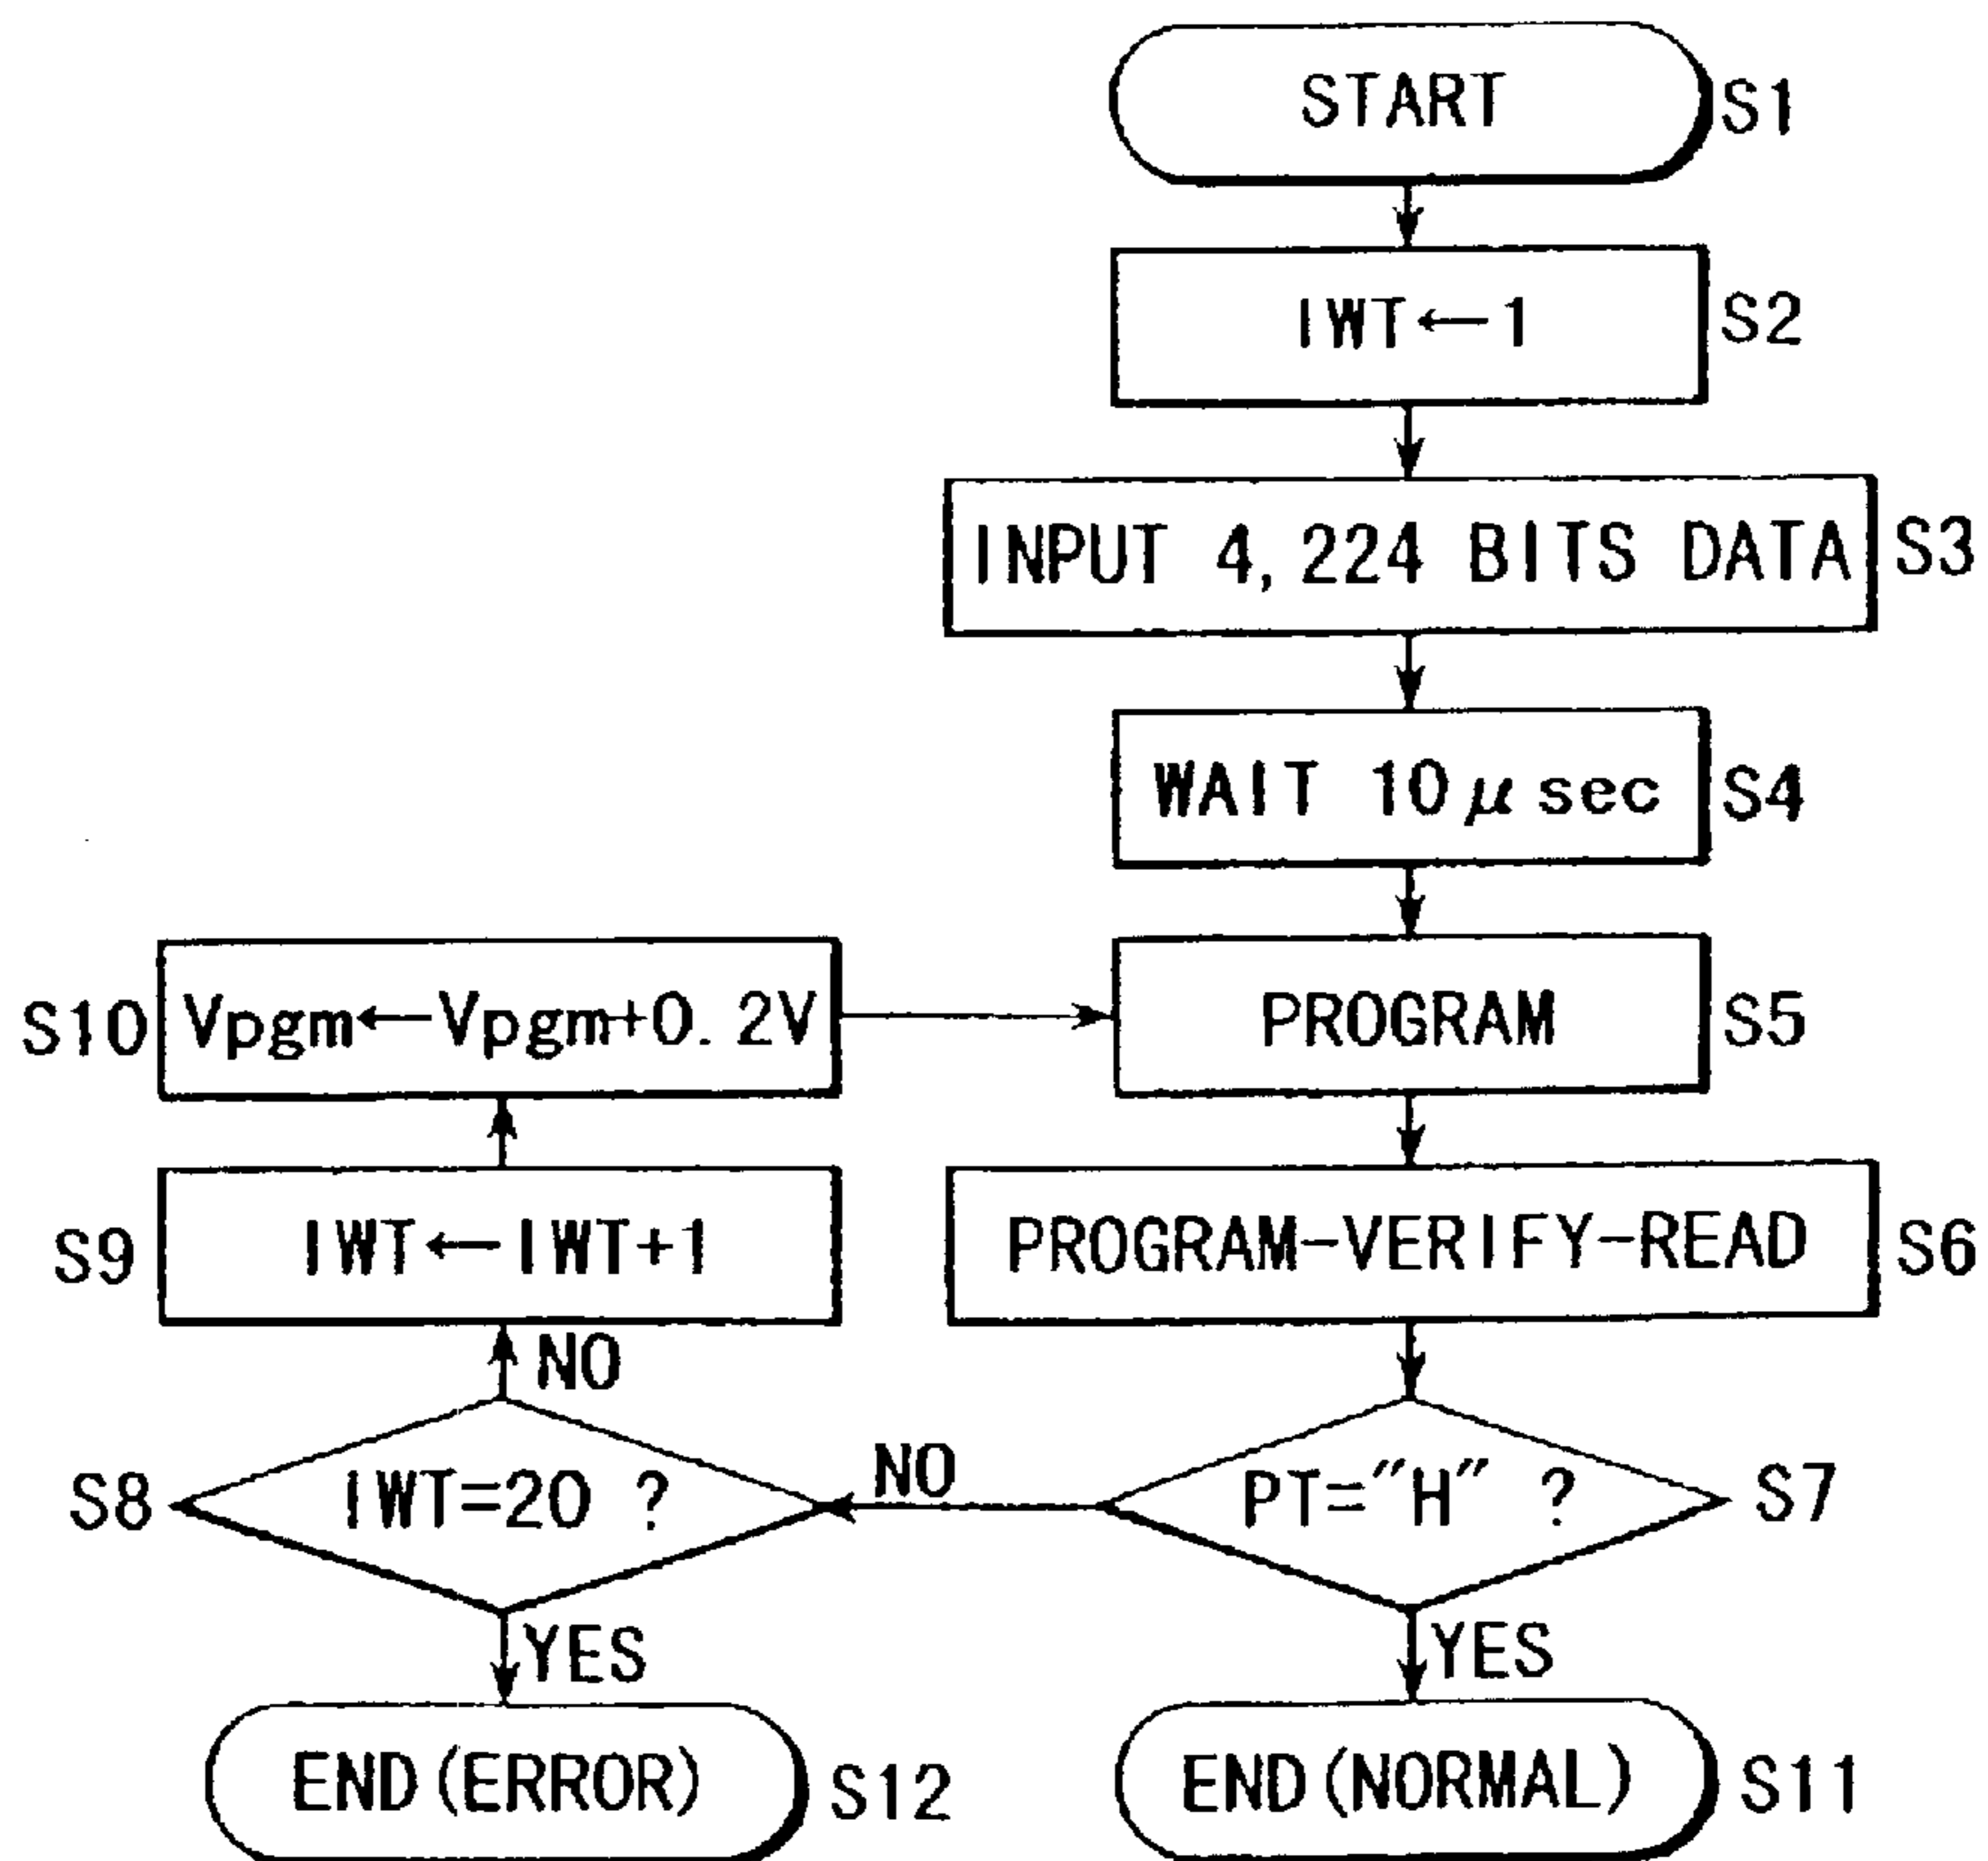 START
S1
IWT←1
S2
INPUT 4,224 BITS DATA
S3
WAIT 10μsec
S4
S10
Vpgm←Vpgm+0.2V
PROGRAM
S5
S9
IWT←IWT+1
PROGRAM-VERIFY-READ
S6
NO
S8
IWT=20 ?
NO
PT="H" ?
S7
YES
YES
END(ERROR)
S12
END(NORMAL)
S11